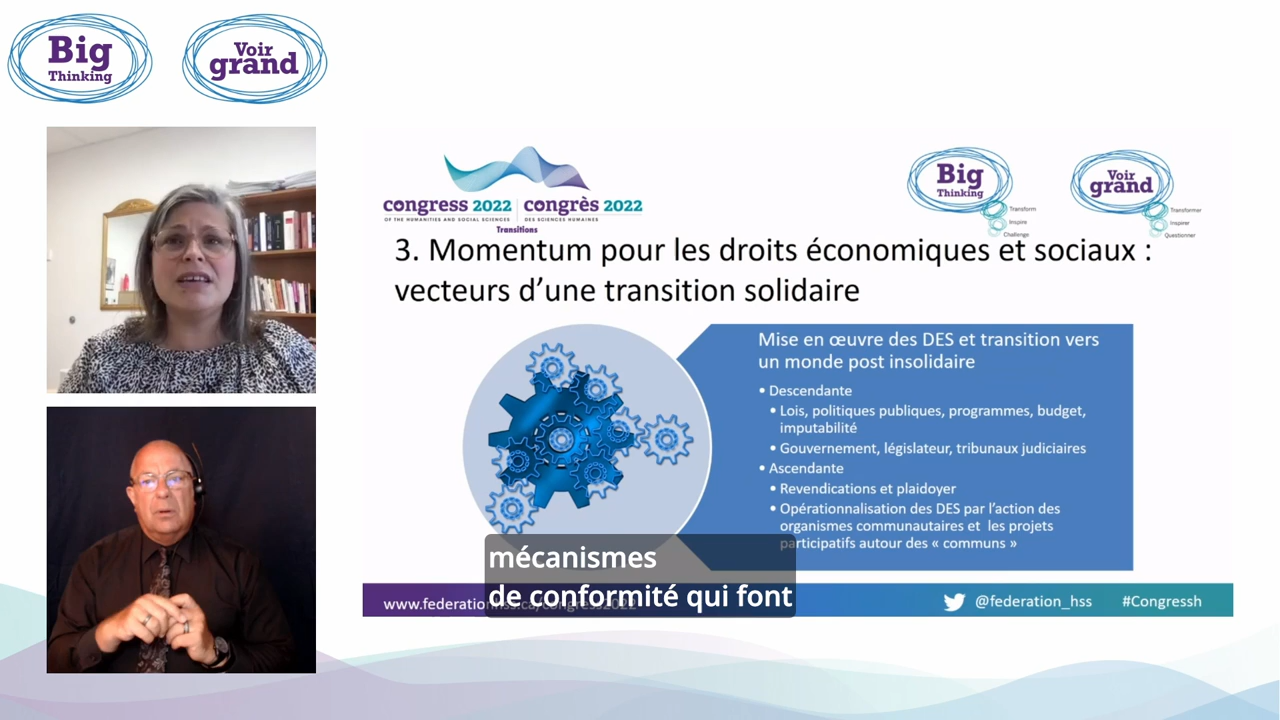 Big
Thinking
Voir
grand
congress 2022 congrès 2022
OF THE HUMANITIES AND SOCIAL SCIENCES DES SCIENCES HUMAINES
Transitions
Big
Thinking
Transform
Inspire
Challenge
Voir
grand
Transformer
Inspirer
Questionner
3. Momentum pour les droits économiques et sociaux :
vecteurs d’une transition solidaire
Mise en œuvre des DES et transition vers
un monde post insolidaire
• Descendante
• Lois, politiques publiques, programmes, budget,
imputabilité
• Gouvernement, législateur, tribunaux judiciaires
• Ascendante
• Revendications et plaidoyer
• Opérationnalisation des DES par l’action des
organismes communautaires et les projets
participatifs autour des « communs »
mécanismes
de conformité qui font
www.federationhss.ca/congress2022
@federation_hss #Congressh